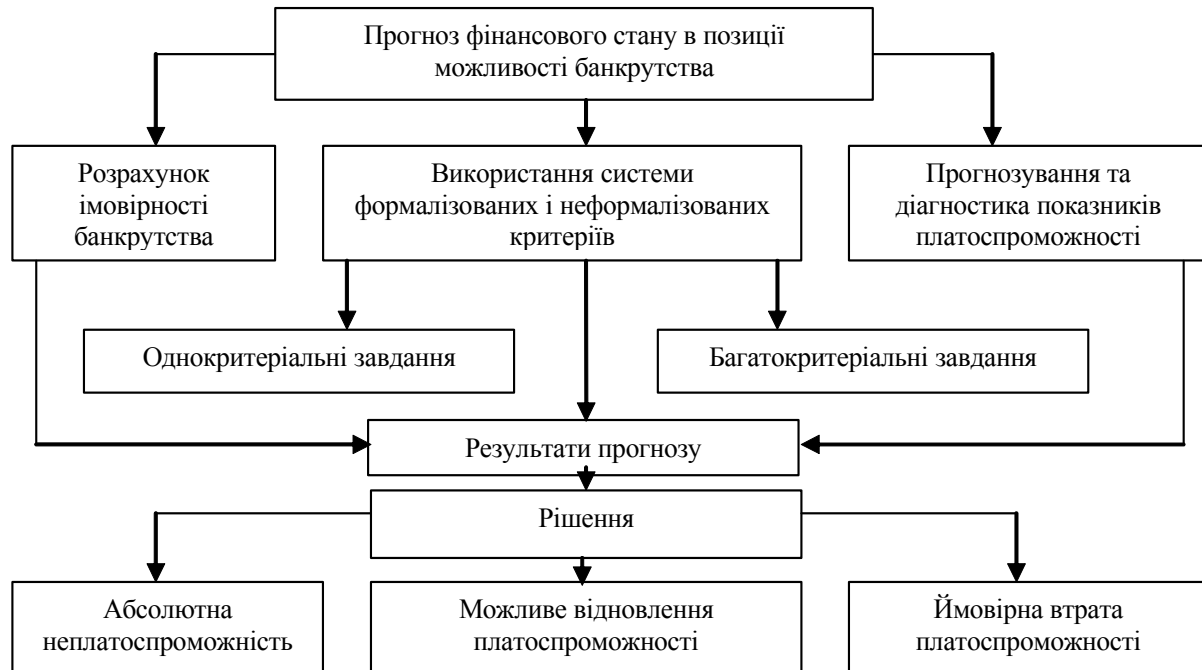 Прогноз фінансового стану в позиції
можливості банкрутства
Розрахунок
імовірності
банкрутства
Використання системи
формалізованих і неформалізованих
критеріїв
Прогнозування та
діагностика показників
платоспроможності
Однокритеріальні завдання
Багатокритеріальні завдання
Результати прогнозу
Рішення
Абсолютна
неплатоспроможність
Можливе відновлення
платоспроможності
Ймовірна втрата
платоспроможності